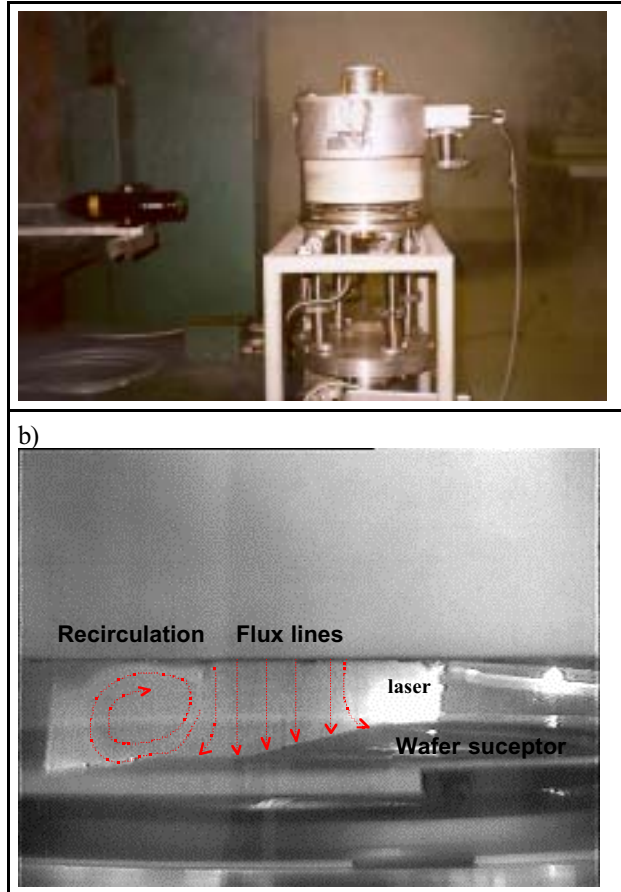 b)
Recirculation Flux lines
laser
Wafer suceptor